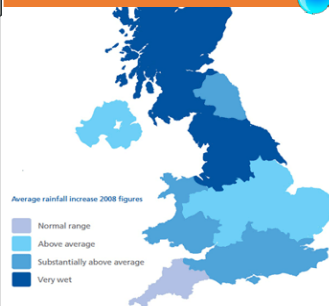 Average rainfall increase 2008 figures
Normal range
Above average
Substantially above average
Very wet